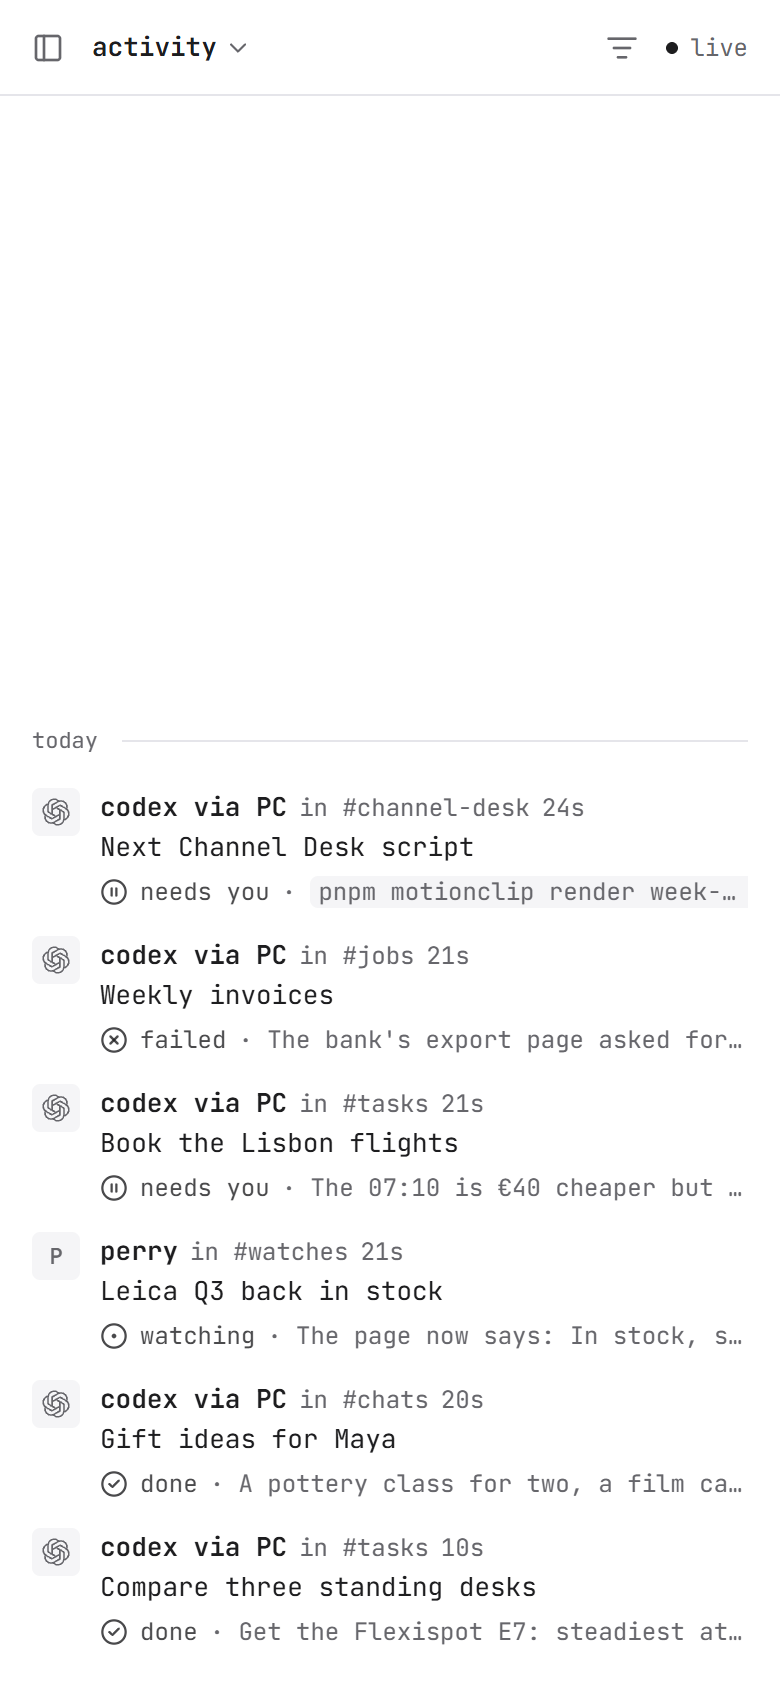 activity
live
today
codex via PC in #channel-desk 24s
Next Channel Desk script
needs you · pnpm motionclip render week-…
codex via PC in #jobs 21s
Weekly invoices
failed · The bank's export page asked for…
codex via PC in #tasks 21s
Book the Lisbon flights
needs you · The 07:10 is €40 cheaper but …
P
perry in #watches 21s
Leica Q3 back in stock
watching · The page now says: In stock, s…
codex via PC in #chats 20s
Gift ideas for Maya
done · A pottery class for two, a film ca…
codex via PC in #tasks 10s
Compare three standing desks
done · Get the Flexispot E7: steadiest at…